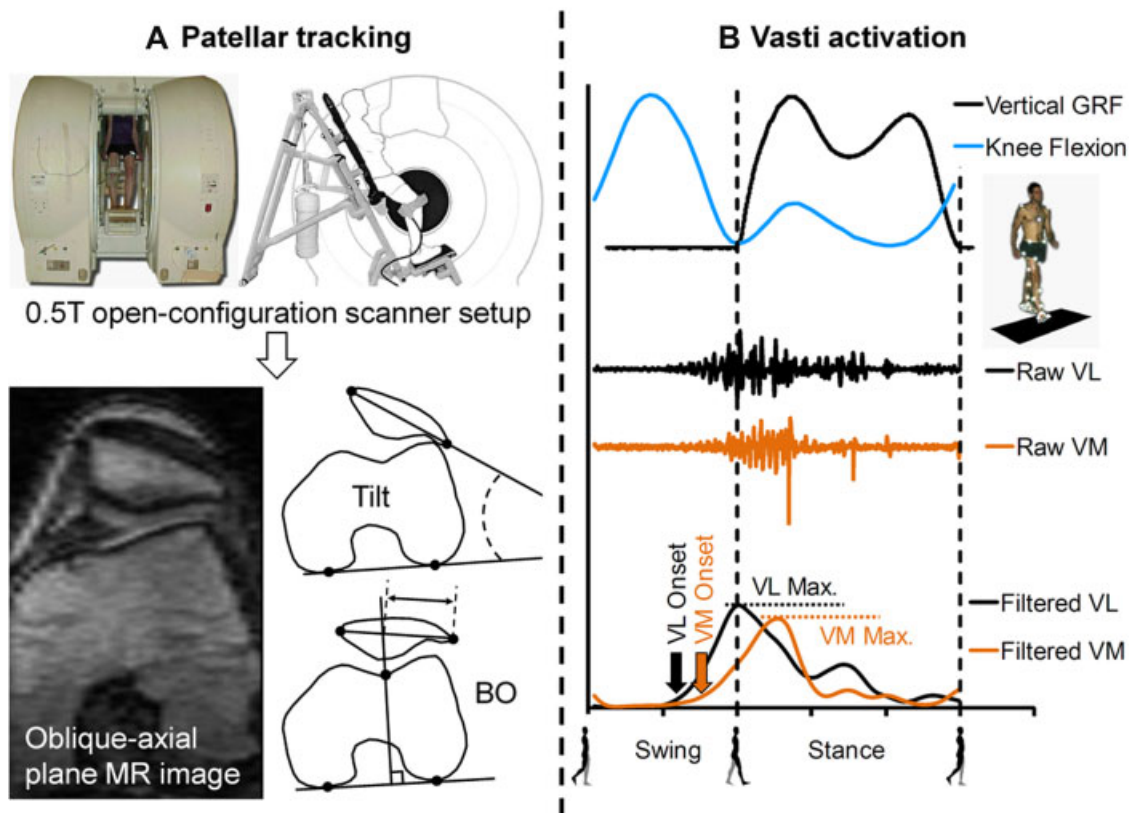 A Patellar tracking
0.5T open-configuration scanner setup
Tilt
BO
Oblique-axial
plane MR image
B Vasti activation
Vertical GRF
Knee Flexion
Raw VL
Raw VM
VL Onset
VM Onset
VL Max.
VM Max.
Filtered VL
Filtered VM
Swing
Stance